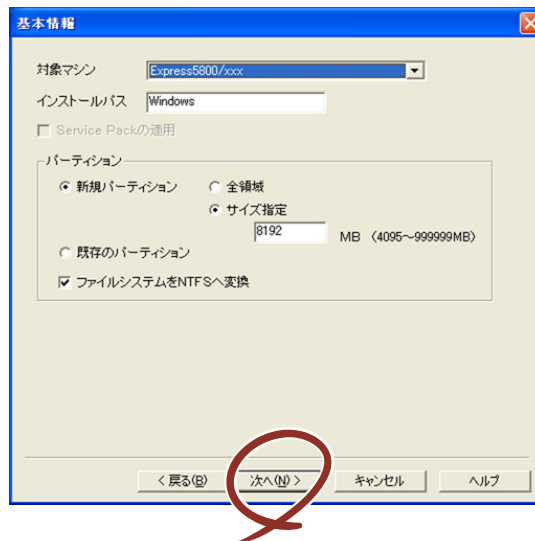 基本情報
対象マシン Express5800/xxx
インストールパス Windows
Service Packの適用
パーティション
新規パーティション 全領域
サイズ指定
8192 MB （4095～999999MB）
既存のパーティション
ファイルシステムをNTFSへ変換
< 戻る(B) 次へ(N) > キャンセル ヘルプ